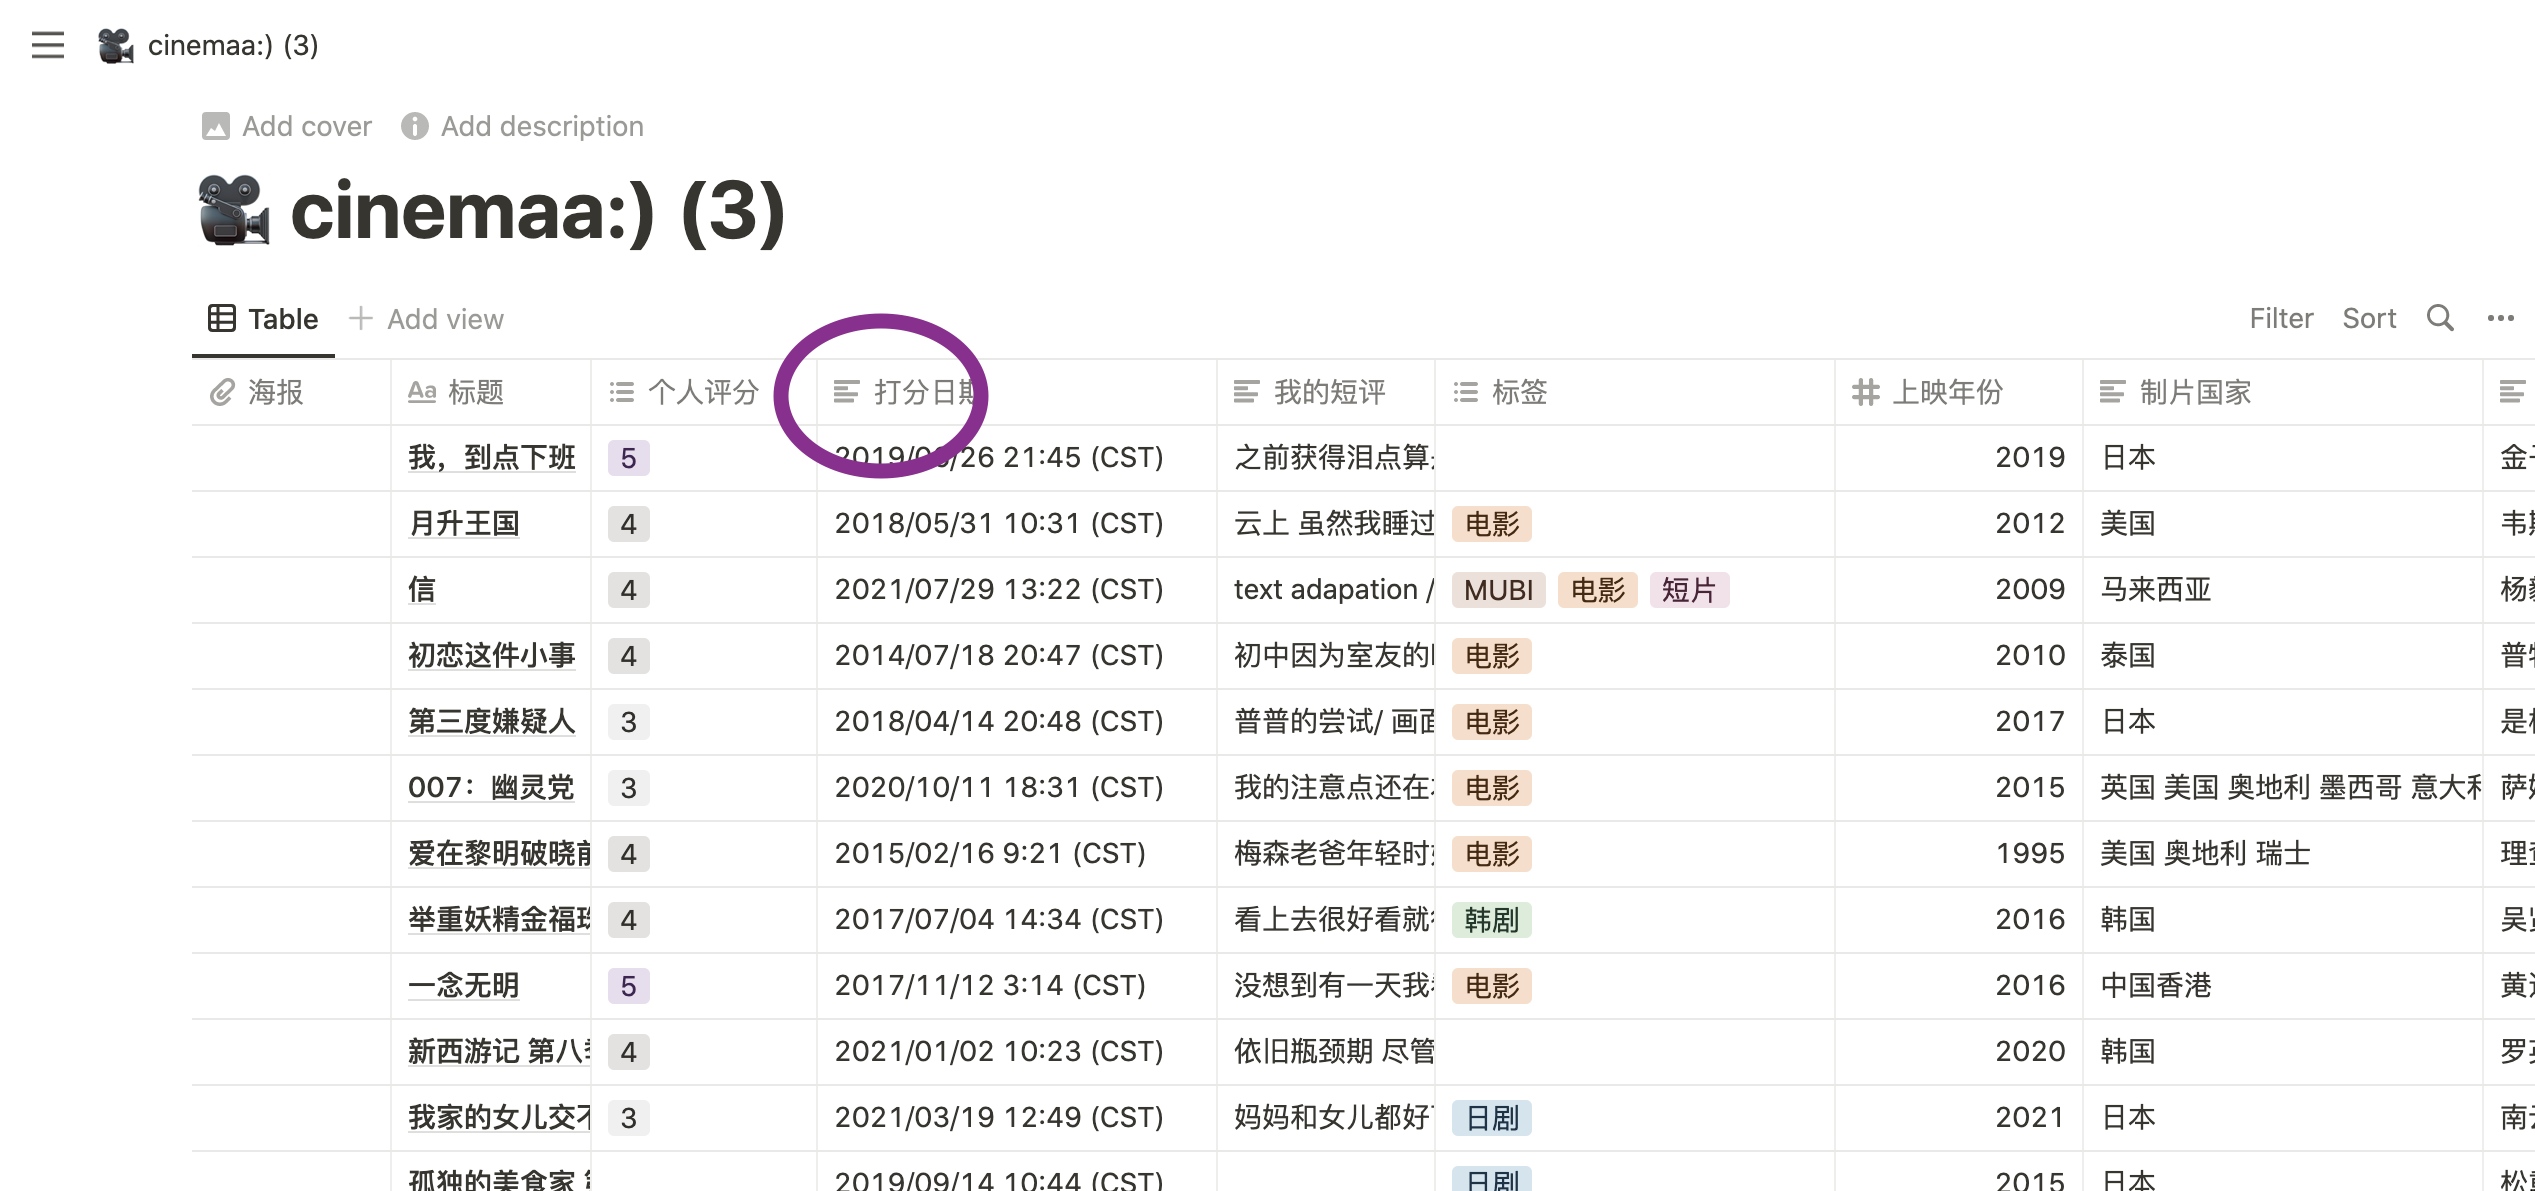 cinemaa:) (3)
Add cover Add description
cinemaa:) (3)
Table Add view Filter Sort
海报 Aa 标题 个人评分 打分日期 我的短评 标签 上映年份 制片国家
我，到点下班 5 2019/08/26 21:45 (CST) 之前获得泪点算 2019 日本 金
月升王国 4 2018/05/31 10:31 (CST) 云上 虽然我睡过 电影 2012 美国 韦
信 4 2021/07/29 13:22 (CST) text adapation / MUBI 电影 短片 2009 马来西亚 杨
初恋这件小事 4 2014/07/18 20:47 (CST) 初中因为室友的 电影 2010 泰国 普
第三度嫌疑人 3 2018/04/14 20:48 (CST) 普普的尝试/ 画面 电影 2017 日本 是
007：幽灵党 3 2020/10/11 18:31 (CST) 我的注意点还在 电影 2015 英国 美国 奥地利 墨西哥 意大利 萨
爱在黎明破晓前 4 2015/02/16 9:21 (CST) 梅森老爸年轻时 电影 1995 美国 奥地利 瑞士 理
举重妖精金福珠 4 2017/07/04 14:34 (CST) 看上去很好看就 韩剧 2016 韩国 吴
一念无明 5 2017/11/12 3:14 (CST) 没想到有一天我 电影 2016 中国香港 黄
新西游记 第八季 4 2021/01/02 10:23 (CST) 依旧瓶颈期 尽管 2020 韩国 罗
我家的女儿交不 3 2021/03/19 12:49 (CST) 妈妈和女儿都好 日剧 2021 日本 南
孤独的美食家 2019/09/14 10:44 (CST) 日剧 2015 日本 松